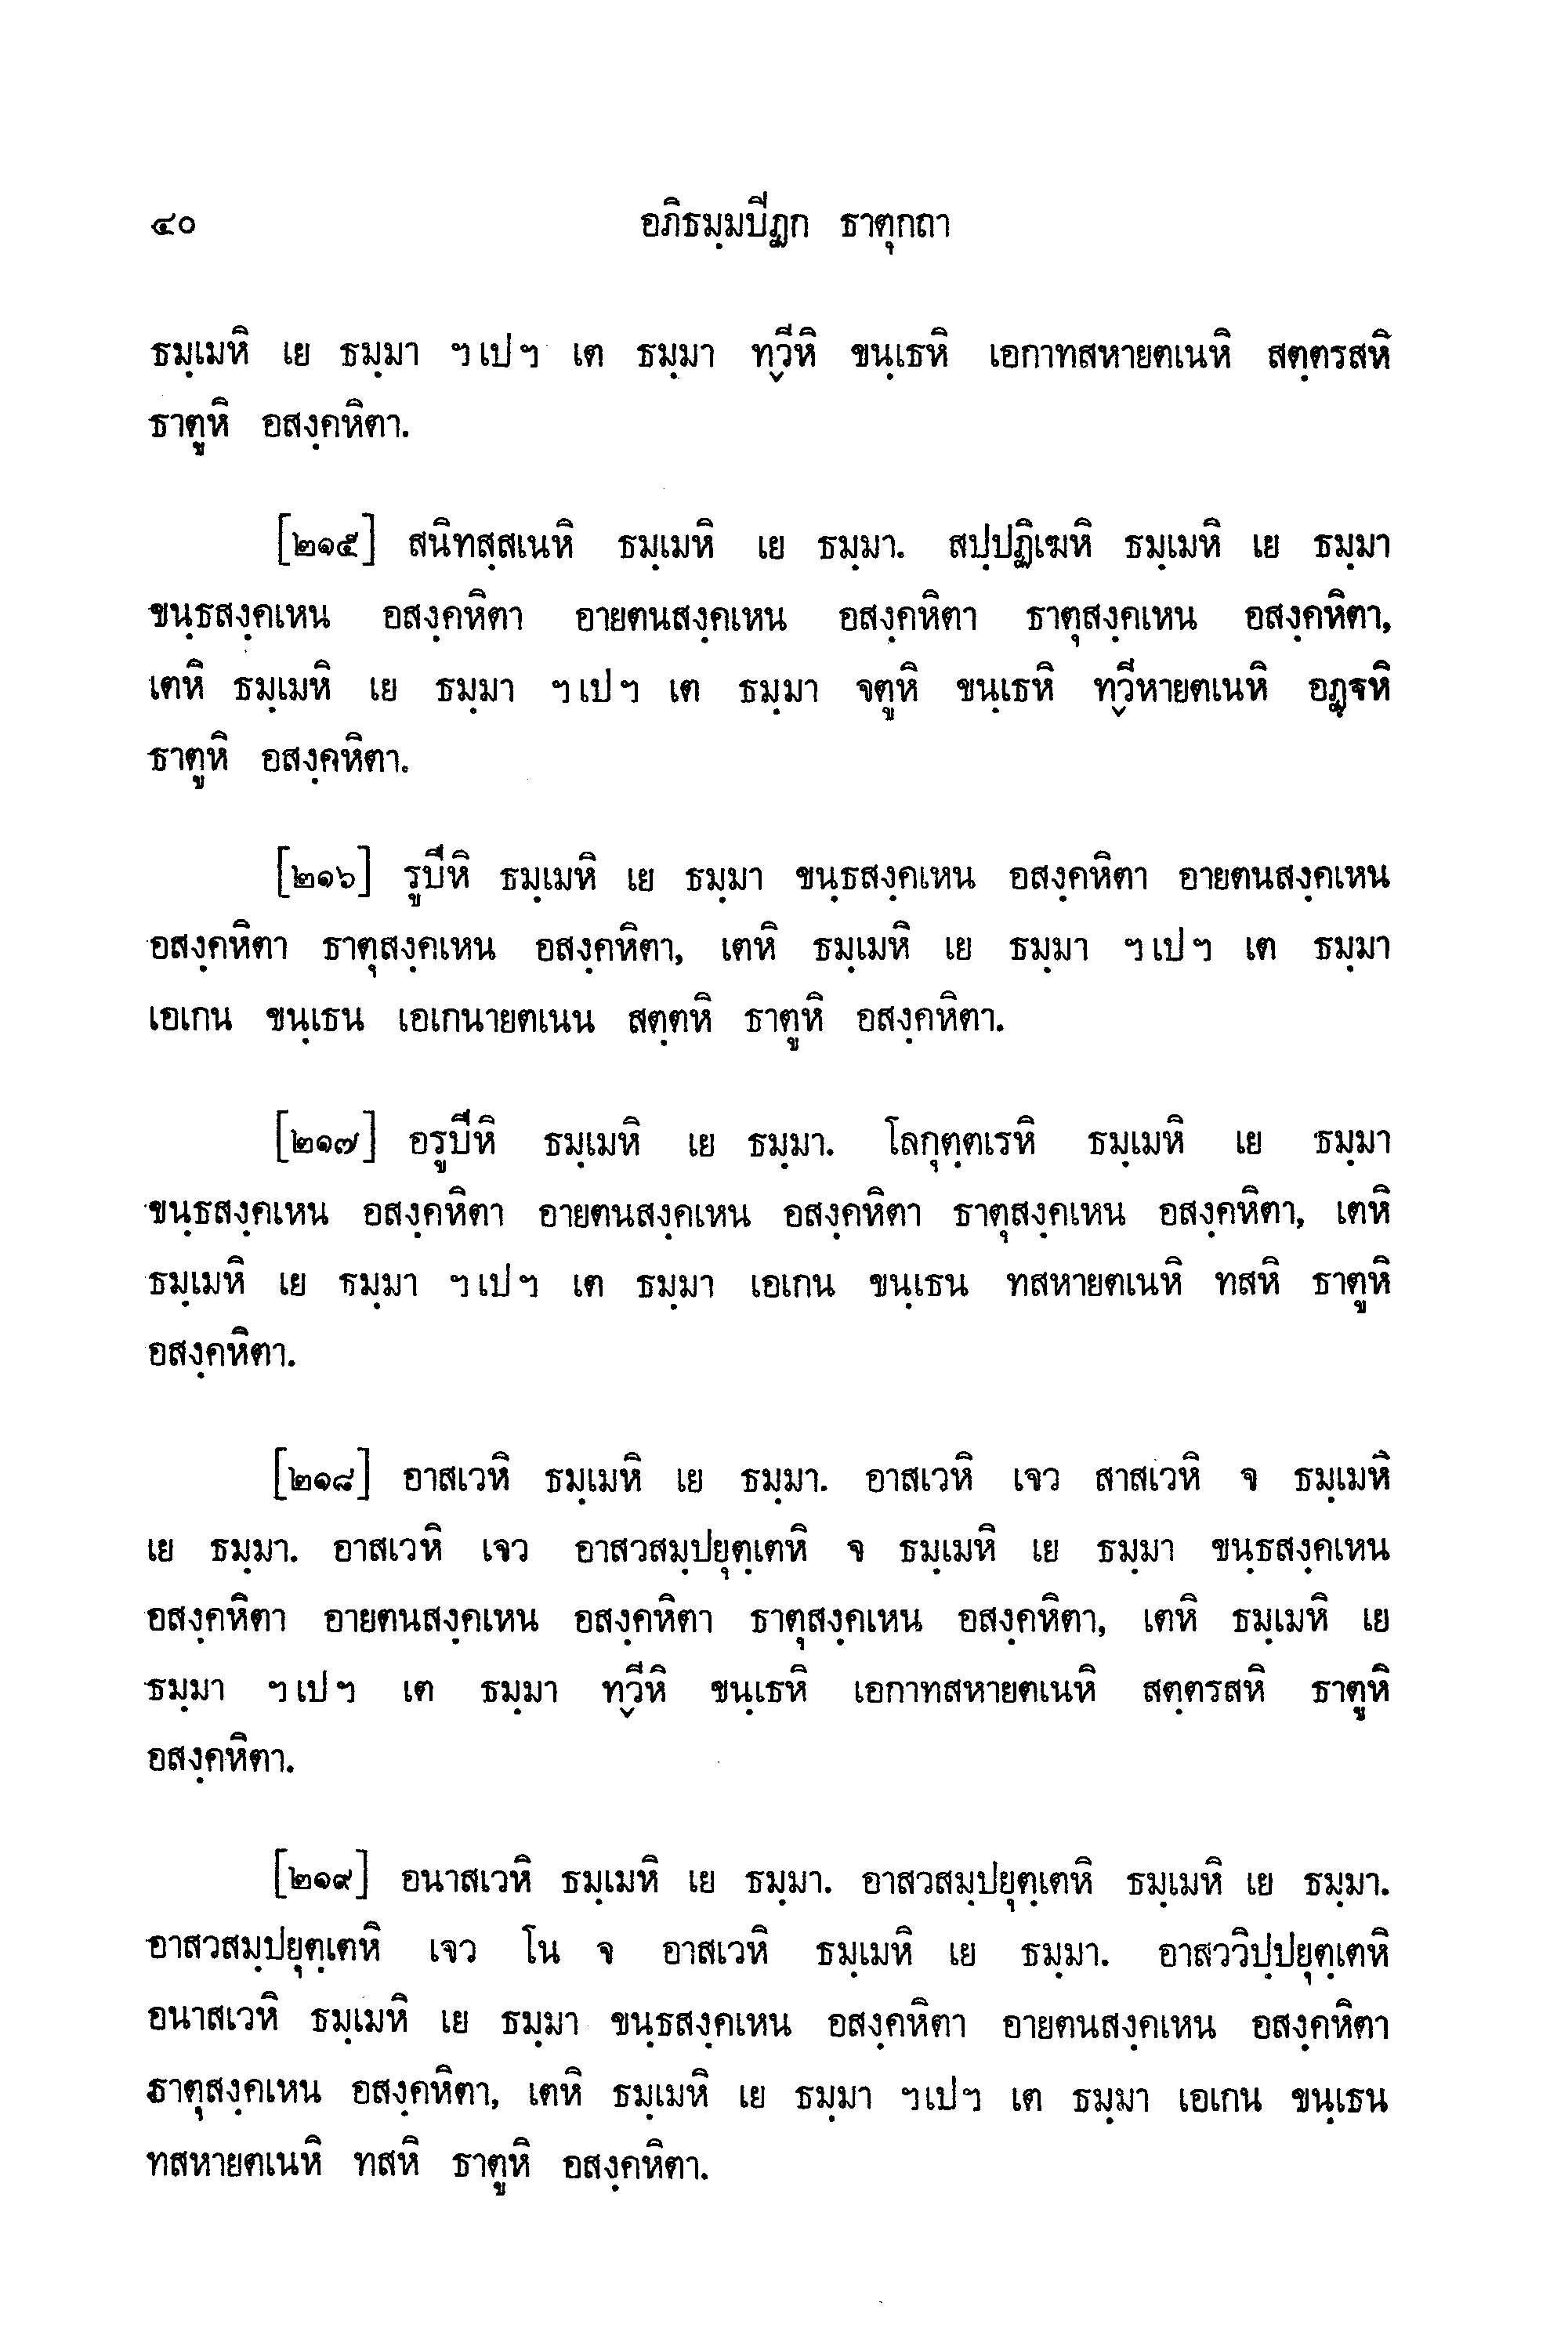 ๔๐ อภิธมฺมปีฏก ธาตุกถา
ธมฺเมหิ เย ธมฺมา ฯเปฯ เต ธมฺมา ทฺวีหิ ขนฺเธหิ เอกาทสหายตเนหิ สตฺตรสหิ
ธาตูหิ อสงฺคหิตา.
[๒๑๕] สนิทสฺสเนหิ ธมฺเมหิ เย ธมฺมา. สปฺปฏิเฆหิ ธมฺเมหิ เย ธมฺมา
ขนฺธสงฺคเหน อสงฺคหิตา อายตนสงฺคเหน อสงฺคหิตา ธาตุสงฺคเหน อสงฺคหิตา,
เตหิ ธมฺเมหิ เย ธมฺมา ฯเปฯ เต ธมฺมา จตูหิ ขนฺเธหิ ทฺวีหายตเนหิ อฏฺฐหิ
ธาตูหิ อสงฺคหิตา.
[๒๑๖] รูปีหิ ธมฺเมหิ เย ธมฺมา ขนฺธสงฺคเหน อสงฺคหิตา อายตนสงฺคเหน
อสงฺคหิตา ธาตุสงฺคเหน อสงฺคหิตา, เตหิ ธมฺเมหิ เย ธมฺมา ฯเปฯ เต ธมฺมา
เอเกน ขนฺเธน เอเกนายตเนน สตฺตหิ ธาตูหิ อสงฺคหิตา.
[๒๑๗] อรูปีหิ ธมฺเมหิ เย ธมฺมา. โลกุตฺตเรหิ ธมฺเมหิ เย ธมฺมา
ขนฺธสงฺคเหน อสงฺคหิตา อายตนสงฺคเหน อสงฺคหิตา ธาตุสงฺคเหน อสงฺคหิตา, เตหิ
ธมฺเมหิ เย ธมฺมา ฯเปฯ เต ธมฺมา เอเกน ขนฺเธน ทสหายตเนหิ ทสหิ ธาตูหิ
อสงฺคหิตา.
[๒๑๘] อาสเวหิ ธมฺเมหิ เย ธมฺมา. อาสเวหิ เจว สาสเวหิ จ ธมฺเมหิ
เย ธมฺมา. อาสเวหิ เจว อาสวสมฺปยุตฺเตหิ จ ธมฺเมหิ เย ธมฺมา ขนฺธสงฺคเหน
อสงฺคหิตา อายตนสงฺคเหน อสงฺคหิตา ธาตุสงฺคเหน อสงฺคหิตา, เตหิ ธมฺเมหิ เย
ธมฺมา ฯเปฯ เต ธมฺมา ทฺวีหิ ขนฺเธหิ เอกาทสหายตเนหิ สตฺตรสหิ ธาตูหิ
อสงฺคหิตา.
[๒๑๙] อนาสเวหิ ธมฺเมหิ เย ธมฺมา. อาสวสมฺปยุตฺเตหิ ธมฺเมหิ เย ธมฺมา.
อาสวสมฺปยุตฺเตหิ เจว โน จ อาสเวหิ ธมฺเมหิ เย ธมฺมา. อาสววิปฺปยุตฺเตหิ
อนาสเวหิ ธมฺเมหิ เย ธมฺมา ขนฺธสงฺคเหน อสงฺคหิตา อายตนสงฺคเหน อสงฺคหิตา
ธาตุสงฺคเหน อสงฺคหิตา, เตหิ ธมฺเมหิ เย ธมฺมา ฯเปฯ เต ธมฺมา เอเกน ขนฺเธน
ทสหายตเนหิ ทสหิ ธาตูหิ อสงฺคหิตา.